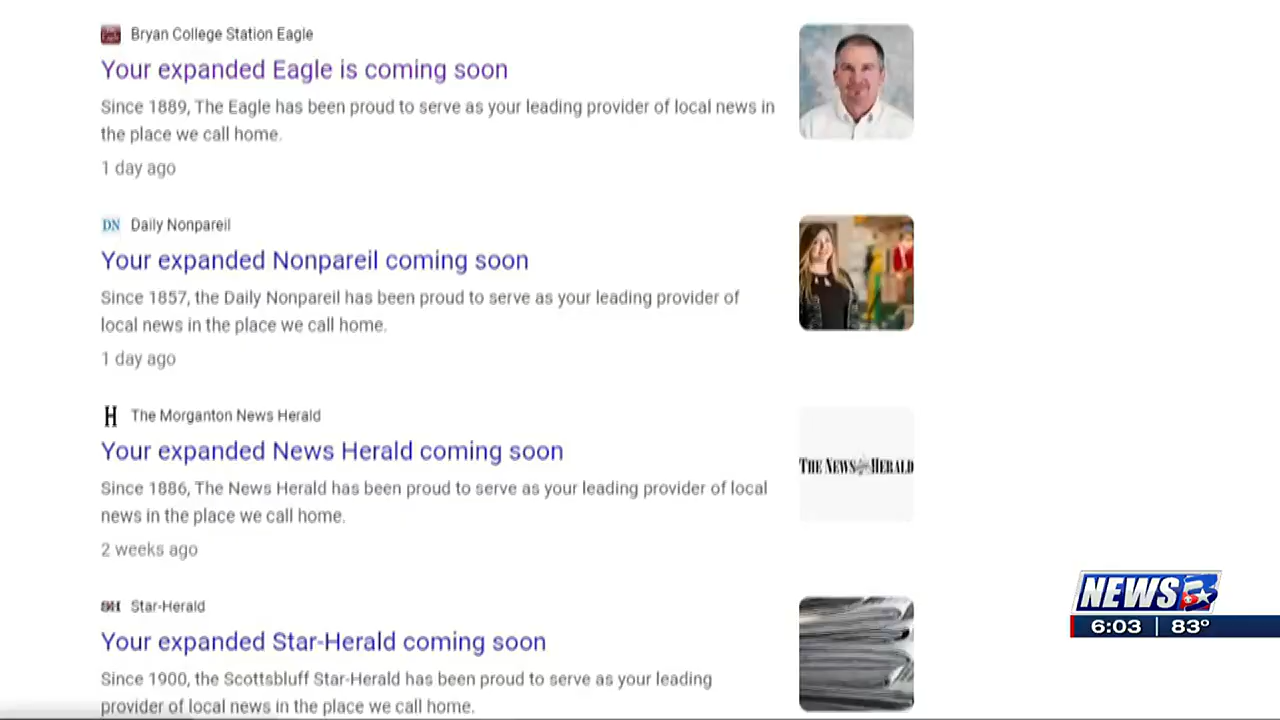 Bryan College Station Eagle
Your expanded Eagle is coming soon
Since 1889, The Eagle has been proud to serve as your leading provider of local news in
the place we call home.
1 day ago
DN Daily Nonpareil
Your expanded Nonpareil coming soon
Since 1857, the Daily Nonpareil has been proud to serve as your leading provider of
local news in the place we call home.
1 day ago
H The Morganton News Herald
Your expanded News Herald coming soon
Since 1886, The News Herald has been proud to serve as your leading provider of local
news in the place we call home.
2 weeks ago
THE NEWS HERALD
SH Star-Herald
Your expanded Star-Herald coming soon
Since 1900, the Scottsbluff Star-Herald has been proud to serve as your leading
provider of local news in the place we call home.
NEWS 3
6:03 | 83°